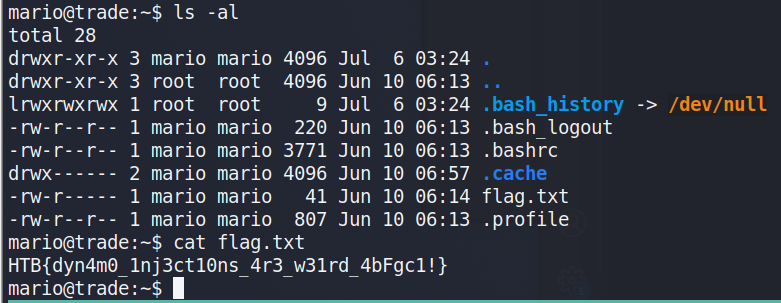 mario@trade:~$ ls -al
total 28
drwxr-xr-x 3 mario mario 4096 Jul  6 03:24 .
drwxr-xr-x 3 root  root  4096 Jun 10 06:13 ..
lrwxrwxrwx 1 root  root     9 Jul  6 03:24 .bash_history -> /dev/null
-rw-r--r-- 1 mario mario  220 Jun 10 06:13 .bash_logout
-rw-r--r-- 1 mario mario 3771 Jun 10 06:13 .bashrc
drwx------ 2 mario mario 4096 Jun 10 06:57 .cache
-rw-r----- 1 mario mario   41 Jun 10 06:14 flag.txt
-rw-r--r-- 1 mario mario  807 Jun 10 06:13 .profile
mario@trade:~$ cat flag.txt
HTB{dyn4m0_1nj3ct10ns_4r3_w31rd_4bFgc1!}
mario@trade:~$